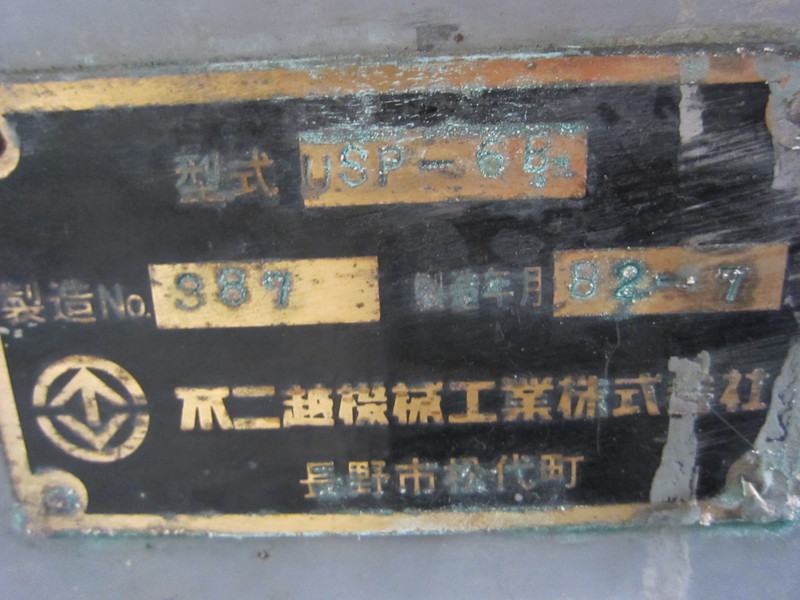 型式 USP-6B
製造No. 387 製造年月 82-7
不二越機械工業株式会社
長野市松代町